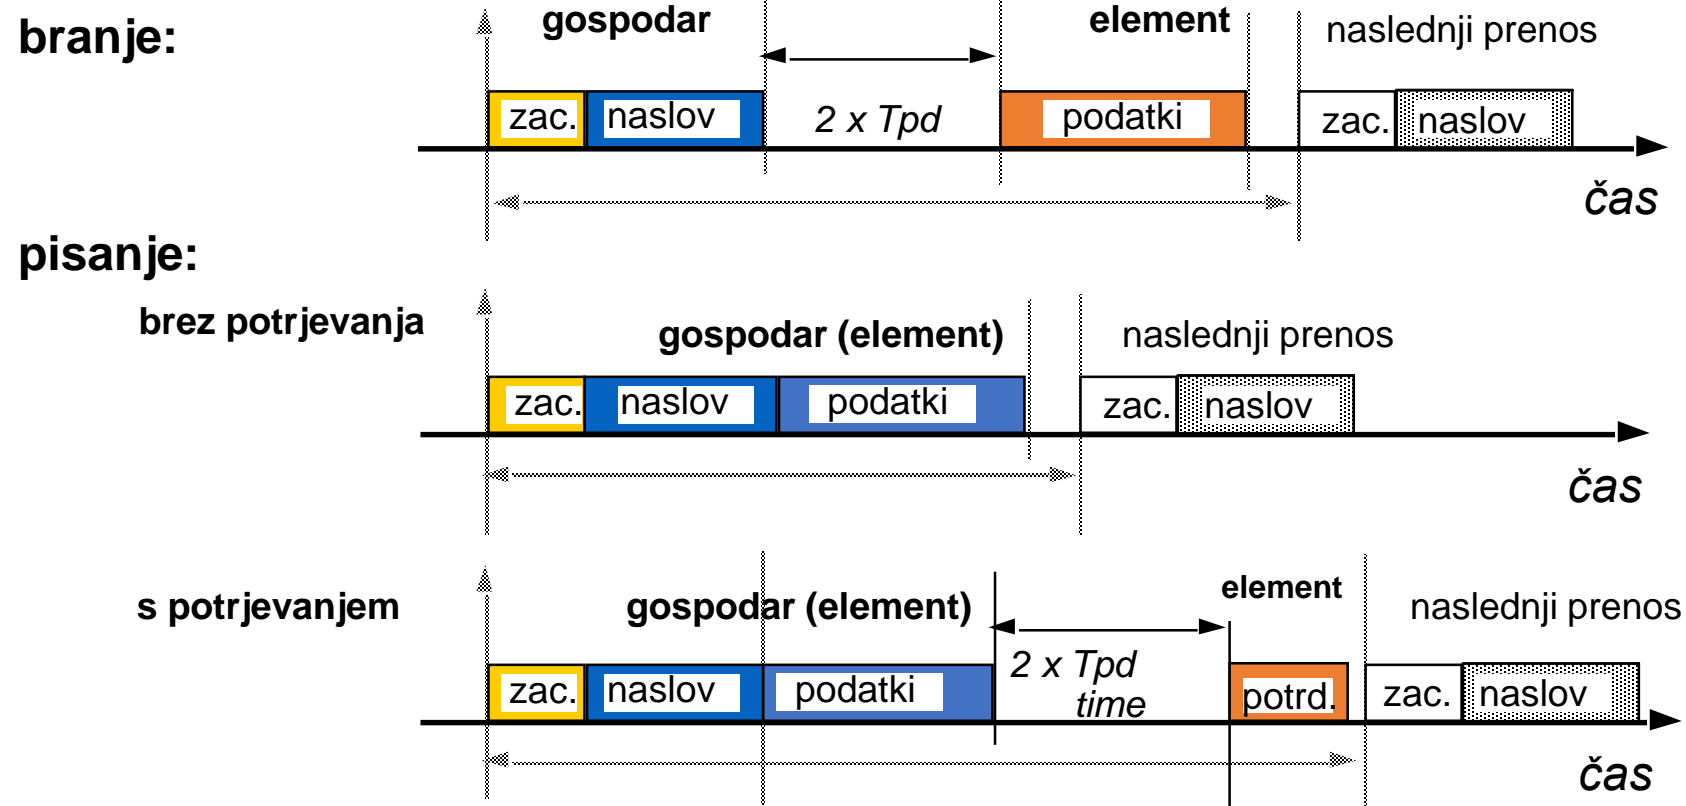 branje:
gospodar
element
naslednji prenos
zac.
naslov
2 x Tpd
podatki
zac.
naslov
čas
pisanje:
brez potrjevanja
gospodar (element)
naslednji prenos
zac.
naslov
podatki
zac.
naslov
čas
s potrjevanjem
gospodar (element)
element
naslednji prenos
zac.
naslov
podatki
2 x Tpd
time
potrd.
zac.
naslov
čas